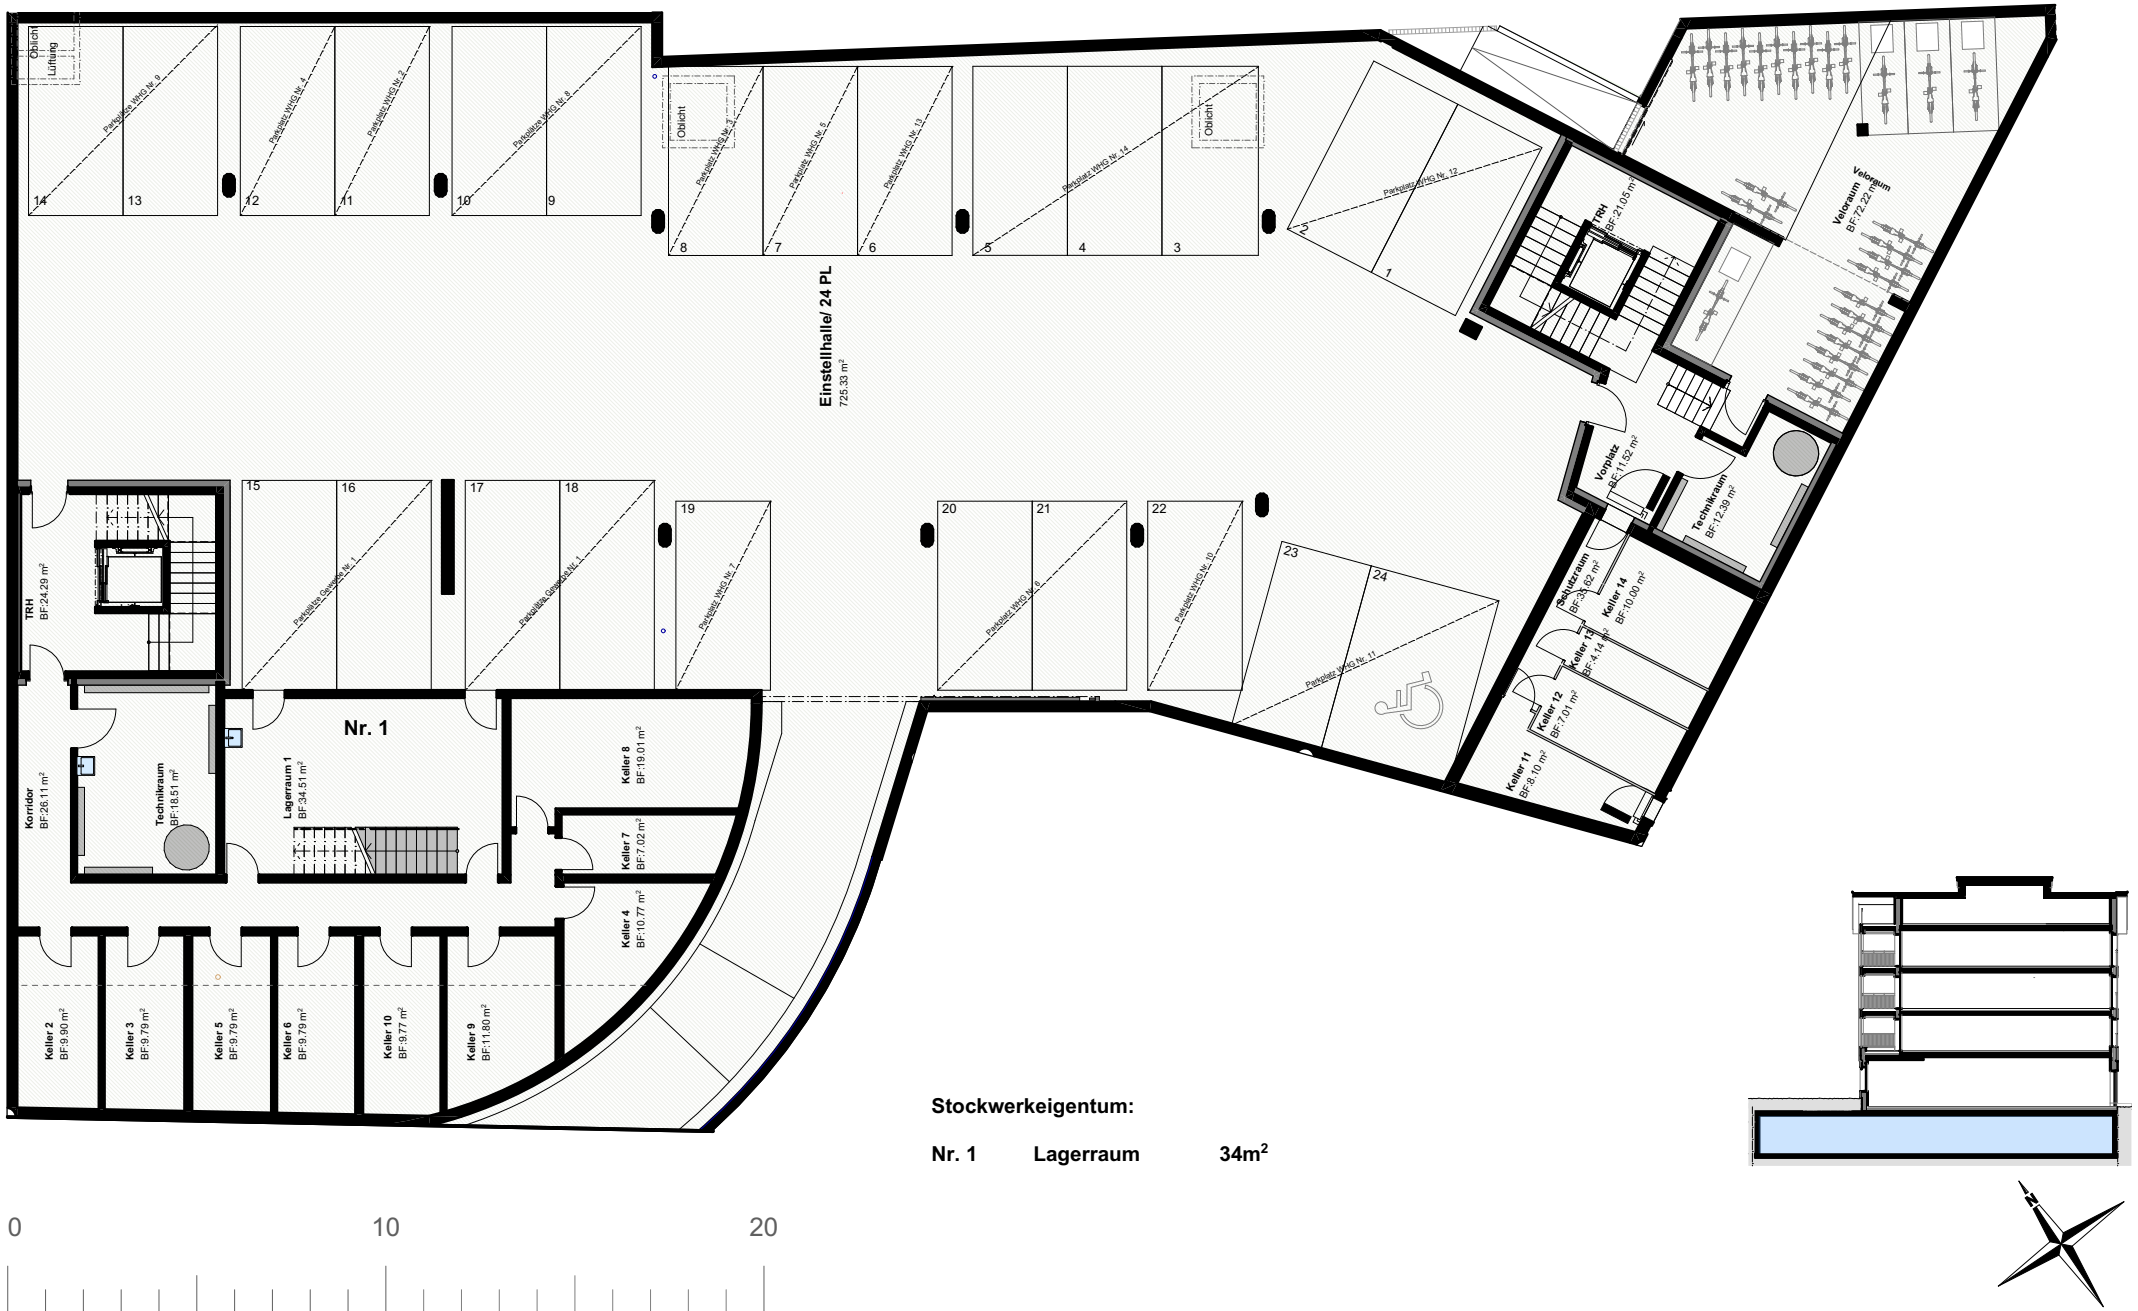 Oblicht
Lüftung
Parkplätze WHG Nr. 9
14
13
Parkplatz WHG Nr. 4
12
Parkplatz WHG Nr. 2
11
Parkplätze WHG Nr. 8
10
9
Oblicht
Parkplatz WHG Nr. 3
8
Parkplatz WHG Nr. 5
7
Parkplatz WHG Nr. 13
6
Oblicht
Parkplatz WHG Nr. 14
5
4
3
Parkplatz WHG Nr. 12
2
1
TRH
BF:21.05 m²
Veloraum
Veloraum
BF:72.22 m²
Einstellhalle/ 24 PL
725.33 m²
Vorplatz
BF:11.52 m²
Technikraum
BF:12.39 m²
15
16
Parkplätze Gewerbe Nr. 1
17
18
Parkplätze Gewerbe Nr. 1
19
Parkplatz WHG Nr. 7
20
21
Parkplatz WHG Nr. 6
22
Parkplatz WHG Nr. 10
23
24
Parkplatz WHG Nr. 11
Schutzraum
BF:35.62 m²
Keller 14
BF:10.00 m²
Keller 13
BF:4.14 m²
Keller 12
BF:7.01 m²
Keller 11
BF:8.10 m²
TRH
BF:24.29 m²
Korridor
BF:26.11 m²
Technikraum
BF:18.51 m²
Nr. 1
Lagerraum 1
BF:34.51 m²
Keller 8
BF:19.01 m²
Keller 7
BF:7.02 m²
Keller 4
BF:10.77 m²
Keller 2
BF:9.90 m²
Keller 3
BF:9.79 m²
Keller 5
BF:9.79 m²
Keller 6
BF:9.79 m²
Keller 10
BF:9.77 m²
Keller 9
BF:11.80 m²
Stockwerkeigentum:
Nr. 1 Lagerraum 34m²
N
0 10 20